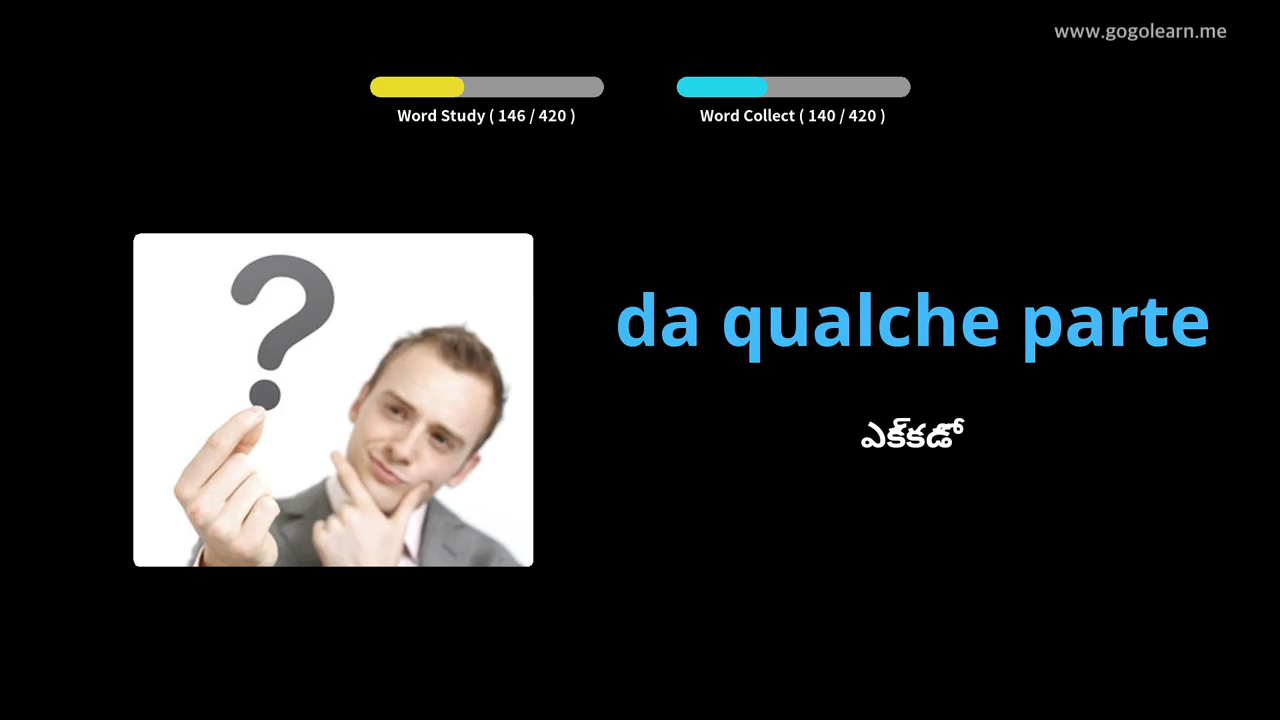 www.gogolearn.me
Word Study ( 146 / 420 )
Word Collect ( 140 / 420 )
da qualche parte
ఎక్కడో